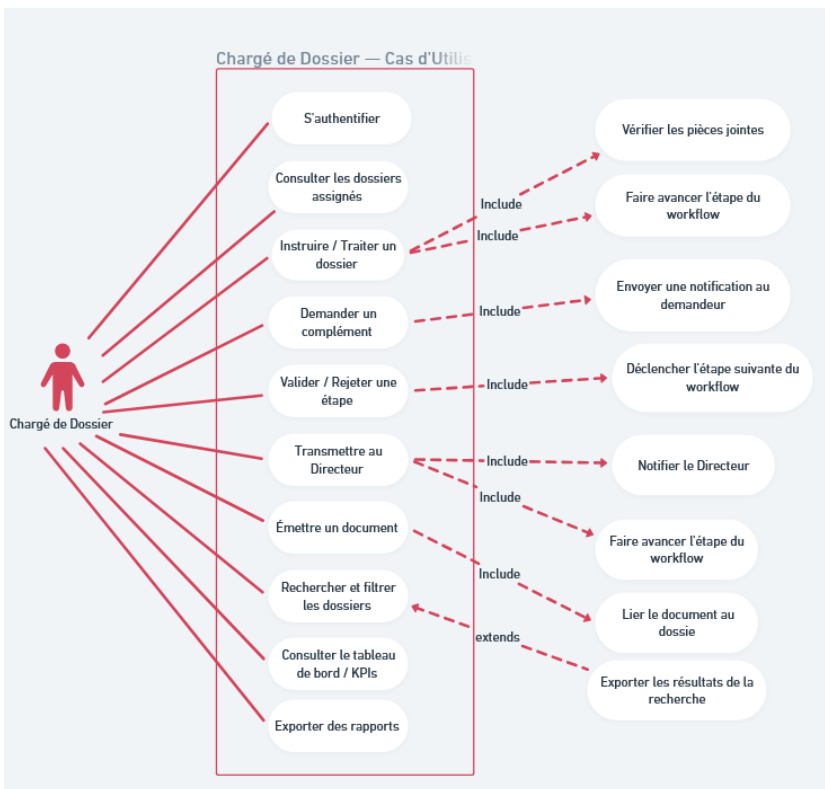 Chargé de Dossier — Cas d'Utilis
S'authentifier
Consulter les dossiers
assignés
Instruire / Traiter un
dossier
Demander un
complément
Valider / Rejeter une
étape
Transmettre au
Directeur
Émettre un document
Rechercher et filtrer
les dossiers
Consulter le tableau
de bord / KPIs
Exporter des rapports
Chargé de Dossier
Include
Include
Include
Include
Include
Include
Include
extends
Vérifier les pièces jointes
Faire avancer l'étape du
workflow
Envoyer une notification au
demandeur
Déclencher l'étape suivante du
workflow
Notifier le Directeur
Faire avancer l'étape du
workflow
Lier le document au
dossie
Exporter les résultats de la
recherche